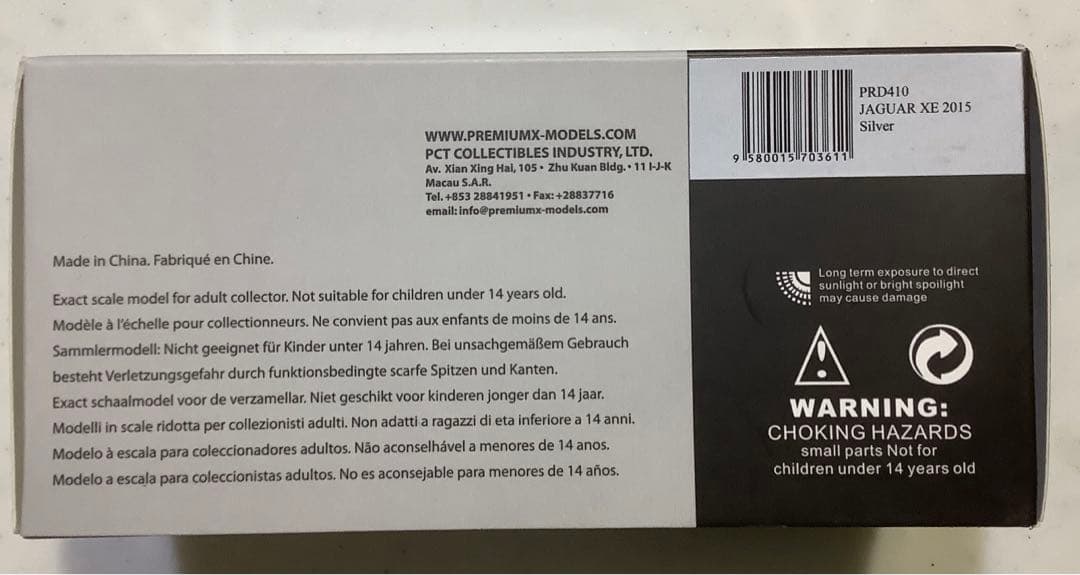 WWW.PREMIUMX-MODELS.COM
PCT COLLECTIBLES INDUSTRY, LTD.
Av. Xian Xing Hai, 105 • Zhu Kuan Bldg. • 11 I-J-K
Macau S.A.R.
Tel. +853 28841951 • Fax: +28837716
email: info@premiumx-models.com
Made in China. Fabriqué en Chine.
Exact scale model for adult collector. Not suitable for children under 14 years old.
Modèle à l'échelle pour collectionneurs. Ne convient pas aux enfants de moins de 14 ans.
Sammlermodell: Nicht geeignet für Kinder unter 14 jahren. Bei unsachgemäßem Gebrauch
besteht Verletzungsgefahr durch funktionsbedingte scarfe Spitzen und Kanten.
Exact schaalmodel voor de verzamellar. Niet geschikt voor kinderen jonger dan 14 jaar.
Modelli in scale ridotta per collezionisti adulti. Non adatti a ragazzi di eta inferiore a 14 anni.
Modelo à escala para coleccionadores adultos. Não aconselhável a menores de 14 anos.
Modelo a escala para coleccionistas adultos. No es aconsejable para menores de 14 años.
PRD410
JAGUAR XE 2015
Silver
9 580015 703611
Long term exposure to direct
sunlight or bright spoilight
may cause damage
WARNING:
CHOKING HAZARDS
small parts Not for
children under 14 years old